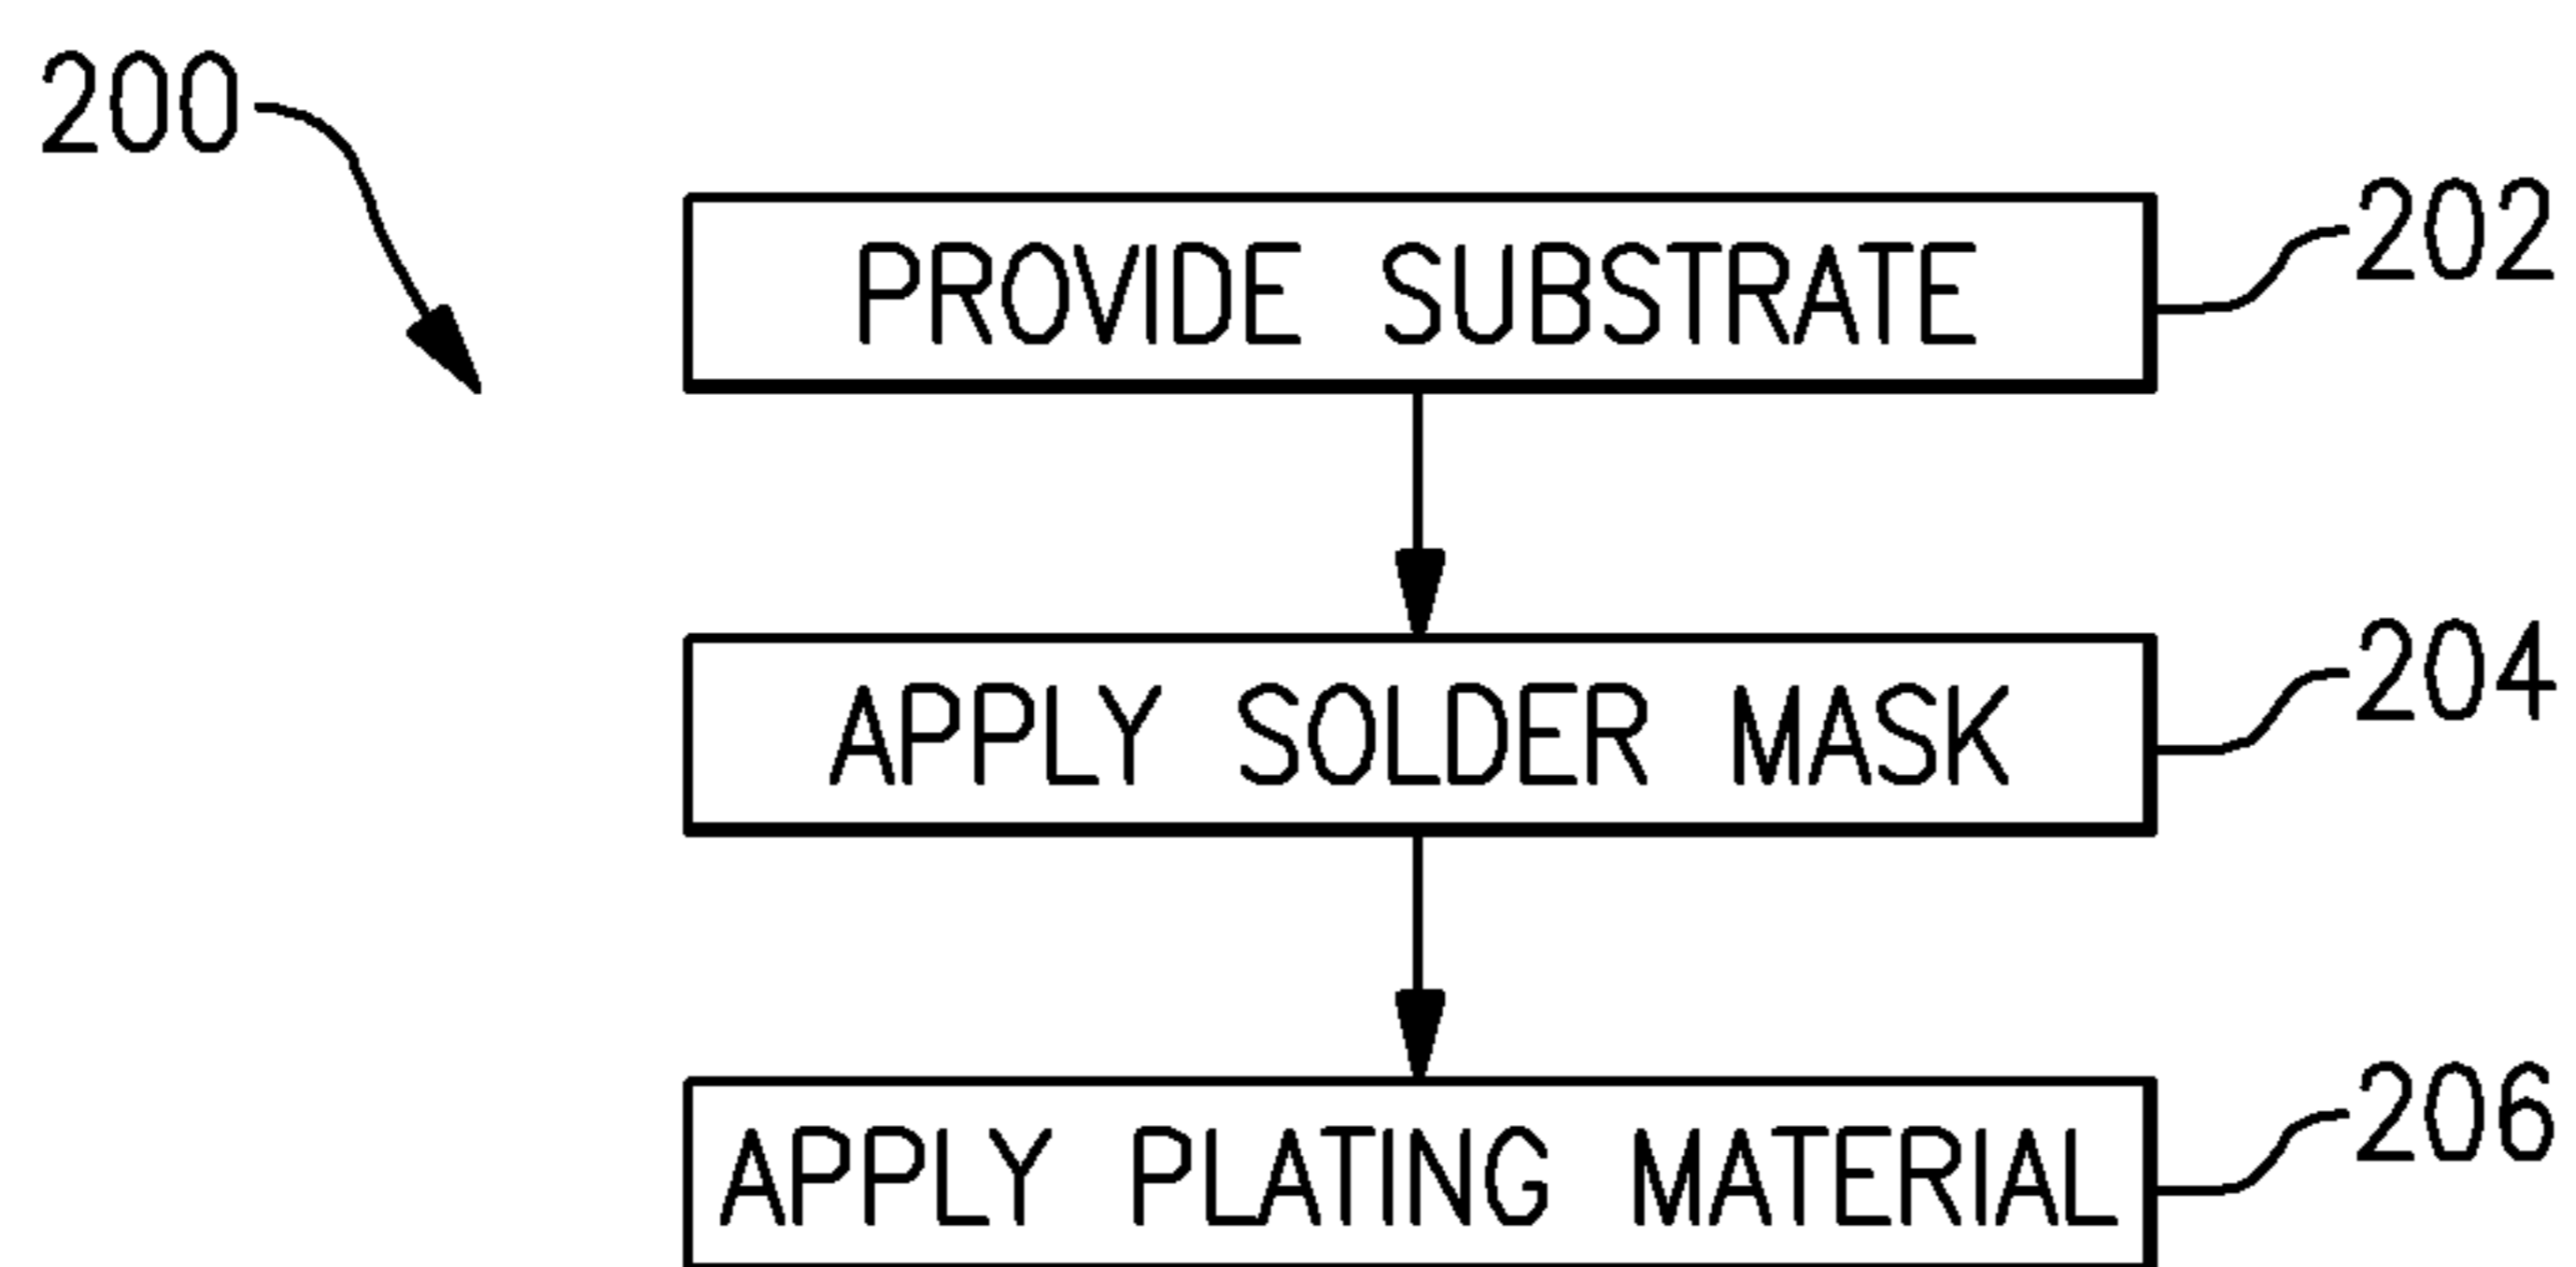 200
PROVIDE SUBSTRATE
202
APPLY SOLDER MASK
204
APPLY PLATING MATERIAL
206